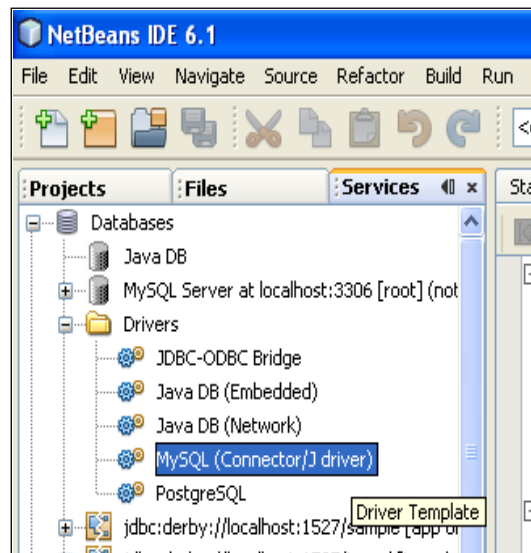 NetBeans IDE 6.1
File Edit View Navigate Source Refactor Build Run
Projects Files Services
Databases
Java DB
MySQL Server at localhost:3306 [root] (not
Drivers
JDBC-ODBC Bridge
Java DB (Embedded)
Java DB (Network)
MySQL (Connector/J driver)
PostgreSQL
Driver Template
jdbc:derby://localhost:1527/sample [app on